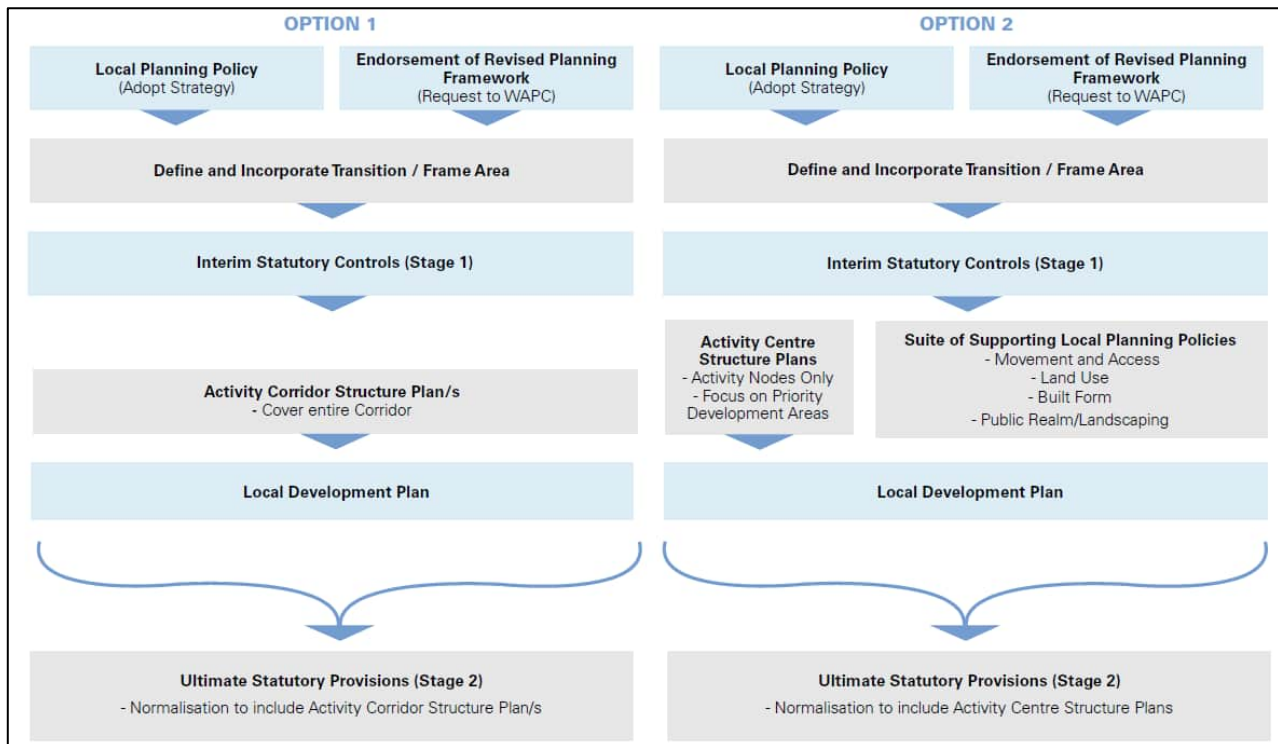 OPTION 1
Local Planning Policy
(Adopt Strategy)
Endorsement of Revised Planning
Framework
(Request to WAPC)
Define and Incorporate Transition / Frame Area
Interim Statutory Controls (Stage 1)
Activity Corridor Structure Plan/s
- Cover entire Corridor
Local Development Plan
Ultimate Statutory Provisions (Stage 2)
- Normalisation to include Activity Corridor Structure Plan/s
OPTION 2
Local Planning Policy
(Adopt Strategy)
Endorsement of Revised Planning
Framework
(Request to WAPC)
Define and Incorporate Transition / Frame Area
Interim Statutory Controls (Stage 1)
Activity Centre
Structure Plans
- Activity Nodes Only
- Focus on Priority
Development Areas
Suite of Supporting Local Planning Policies
- Movement and Access
- Land Use
- Built Form
- Public Realm/Landscaping
Local Development Plan
Ultimate Statutory Provisions (Stage 2)
- Normalisation to include Activity Centre Structure Plans